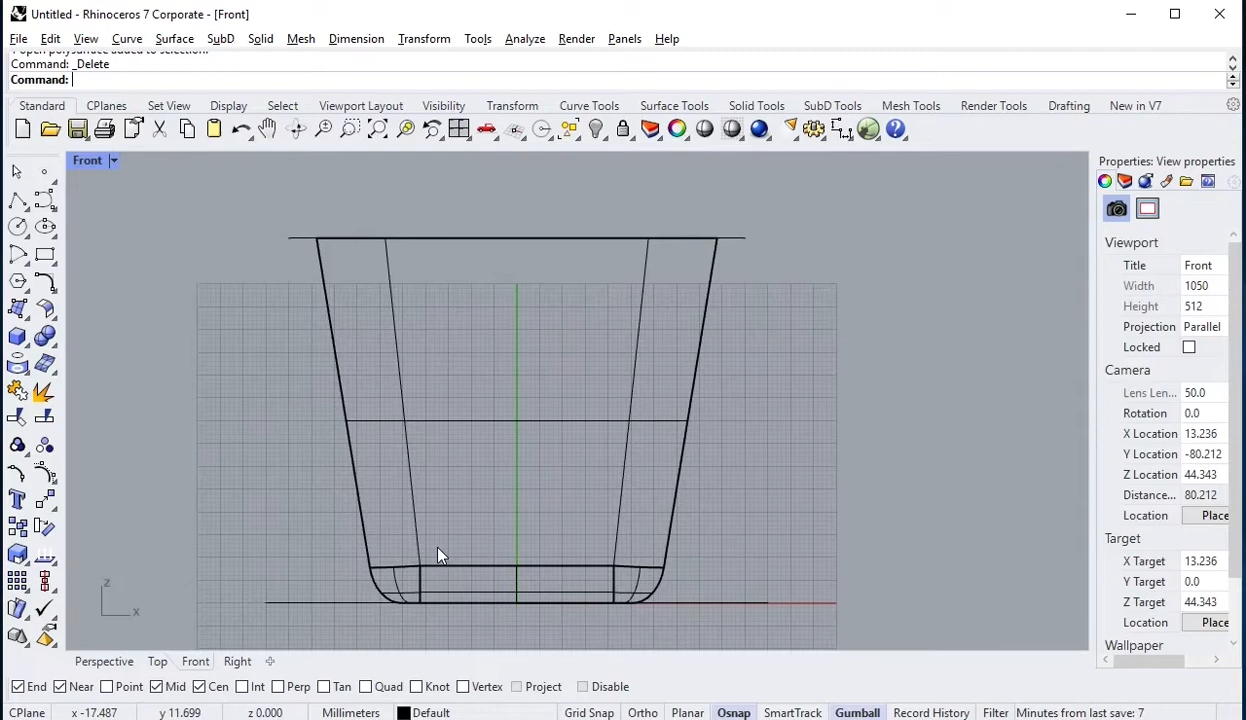 Untitled - Rhinoceros 7 Corporate - [Front]
File Edit View Curve Surface SubD Solid Mesh Dimension Transform Tools Analyze Render Panels Help
Command: _Delete
Command:
Standard CPlanes Set View Display Select Viewport Layout Visibility Transform Curve Tools Surface Tools Solid Tools SubD Tools Mesh Tools Render Tools Drafting New in V7
Front
Properties: View properties
Viewport
Title Front
Width 1050
Height 512
Projection Parallel
Locked
Camera
Lens Len... 50.0
Rotation 0.0
X Location 13.236
Y Location -80.212
Z Location 44.343
Distance... 80.212
Location Place
Target
X Target 13.236
Y Target 0.0
Z Target 44.343
Location Place
Wallpaper
z
x
Perspective Top Front Right
End Near Point Mid Cen Int Perp Tan Quad Knot Vertex Project Disable
CPlane x -17.487 y 11.699 z 0.000 Millimeters Default Grid Snap Ortho Planar Osnap SmartTrack Gumball Record History Filter Minutes from last save: 7